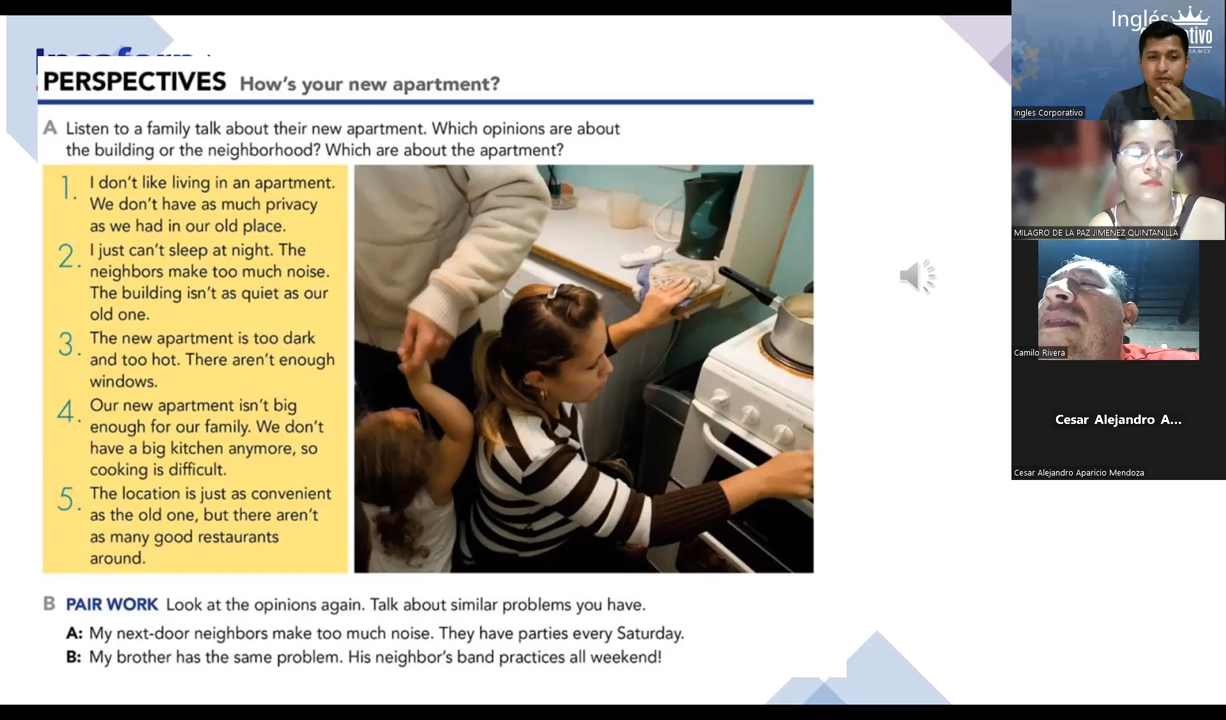 PERSPECTIVES How's your new apartment?
A Listen to a family talk about their new apartment. Which opinions are about
the building or the neighborhood? Which are about the apartment?
1. I don't like living in an apartment.
We don't have as much privacy
as we had in our old place.
2. I just can't sleep at night. The
neighbors make too much noise.
The building isn't as quiet as our
old one.
3. The new apartment is too dark
and too hot. There aren't enough
windows.
4. Our new apartment isn't big
enough for our family. We don't
have a big kitchen anymore, so
cooking is difficult.
5. The location is just as convenient
as the old one, but there aren't
as many good restaurants
around.
B PAIR WORK Look at the opinions again. Talk about similar problems you have.
A: My next-door neighbors make too much noise. They have parties every Saturday.
B: My brother has the same problem. His neighbor's band practices all weekend!
Inglés
Ingles Corporativo
MILAGRO DE LA PAZ JIMENEZ QUINTANILLA
Camilo Rivera
Cesar Alejandro A...
Cesar Alejandro Aparicio Mendoza